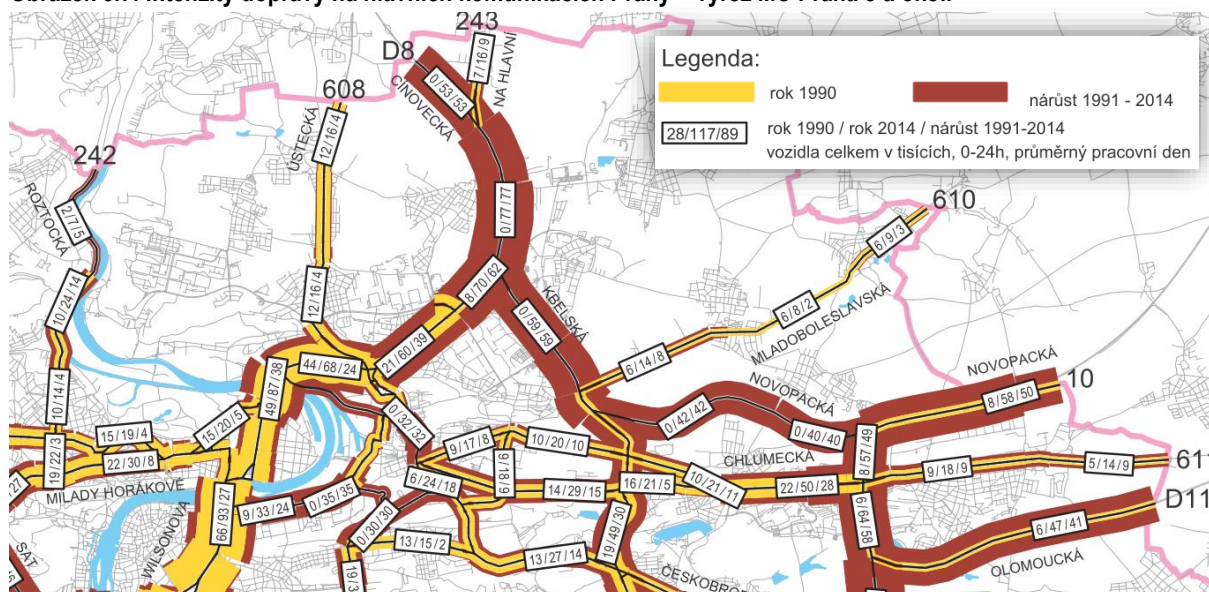 243
D8
7/16/9
NA HLAVNÍ
0/53/53
CÍNOVECKÁ
608
ÚSTECKÁ
12/16/4
242
ROZTOCKÁ
2/7/5
Legenda:
rok 1990
nárůst 1991 - 2014
28/117/89
rok 1990 / rok 2014 / nárůst 1991-2014
vozidla celkem v tisících, 0-24h, průměrný pracovní den
0/77/77
610
6/9/3
10/24/14
12/16/4
8/70/62
KBELSKÁ
0/59/59
6/8/2
MLADOBOLESLAVSKÁ
44/68/24
21/60/39
6/14/8
NOVOPACKÁ
NOVOPACKÁ
10
8/58/50
10/14/4
49/87/38
0/32/32
0/42/42
0/40/40
15/19/4
15/20/5
9/17/8
10/20/10
CHLUMECKÁ
8/57/49
19/22/3
22/30/8
6/24/18
9/18/9
10/21/11
22/50/28
9/18/9
5/14/9
611
MILADY HORÁKOVÉ
14/29/15
16/21/5
9/33/24
0/35/35
66/93/27
0/30/30
13/15/2
19/49/30
6/64/58
6/47/41
D11
OLOMOUCKÁ
WILSONOVA
13/27/14